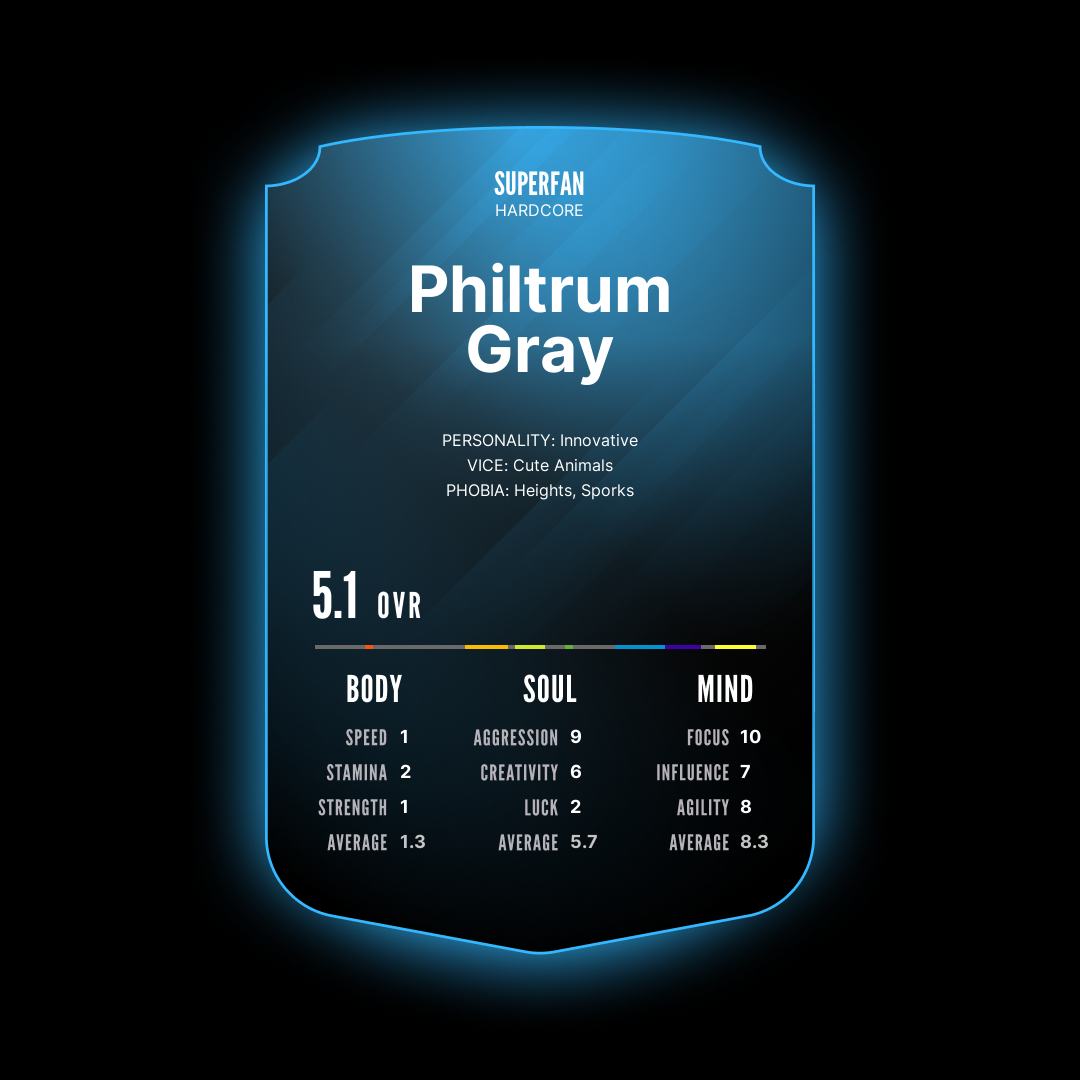 SUPERFAN
HARDCORE
Philtrum
Gray
PERSONALITY: Innovative
VICE: Cute Animals
PHOBIA: Heights, Sporks
5.1 OVR
BODY SOUL MIND
SPEED 1 AGGRESSION 9 FOCUS 10
STAMINA 2 CREATIVITY 6 INFLUENCE 7
STRENGTH 1 LUCK 2 AGILITY 8
AVERAGE 1.3 AVERAGE 5.7 AVERAGE 8.3